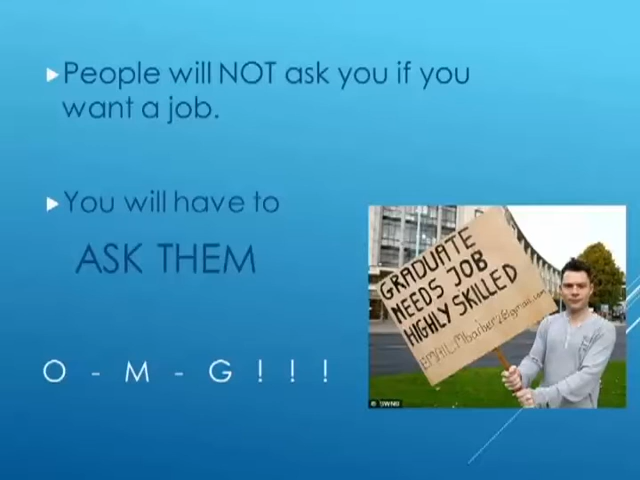 People will NOT ask you if you
want a job.
You will have to
ASK THEM
O - M - G ! ! !
GRADUATE
NEEDS JOB
HIGHLY SKILLED
© SWNS